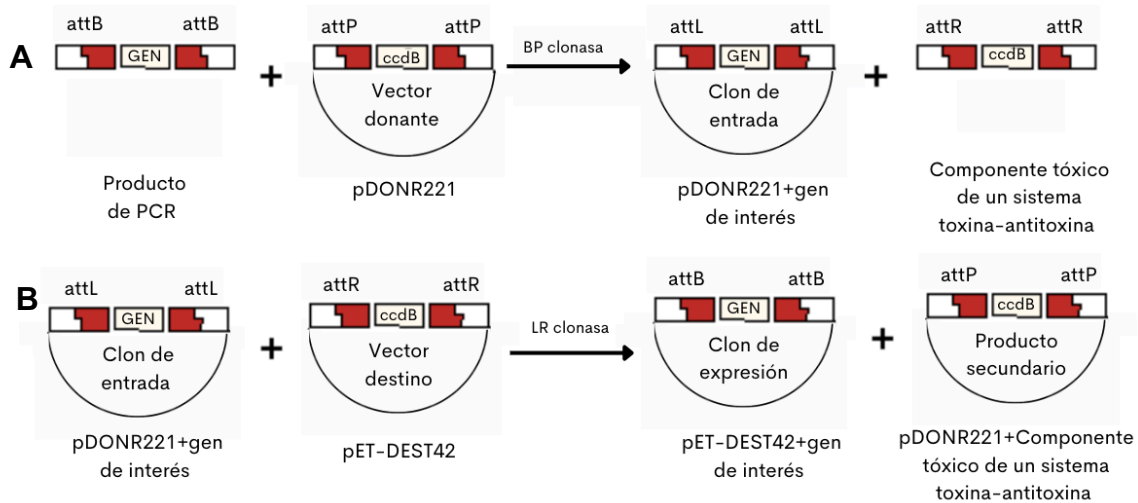 A
attB attB attP attP attL attL attR attR
GEN ccdB BP clonasa GEN ccdB
+ + 
Vector
donante
Clon de
entrada
Producto
de PCR
pDONR221
pDONR221+gen
de interés
Componente tóxico
de un sistema
toxina-antitoxina
B
attL attL attR attR attB attB attP attP
GEN ccdB LR clonasa GEN ccdB
+ +
Clon de
entrada
Vector
destino
Clon de
expresión
Producto
secundario
pDONR221+gen
de interés
pET-DEST42
pET-DEST42+gen
de interés
pDONR221+Componente
tóxico de un sistema
toxina-antitoxina